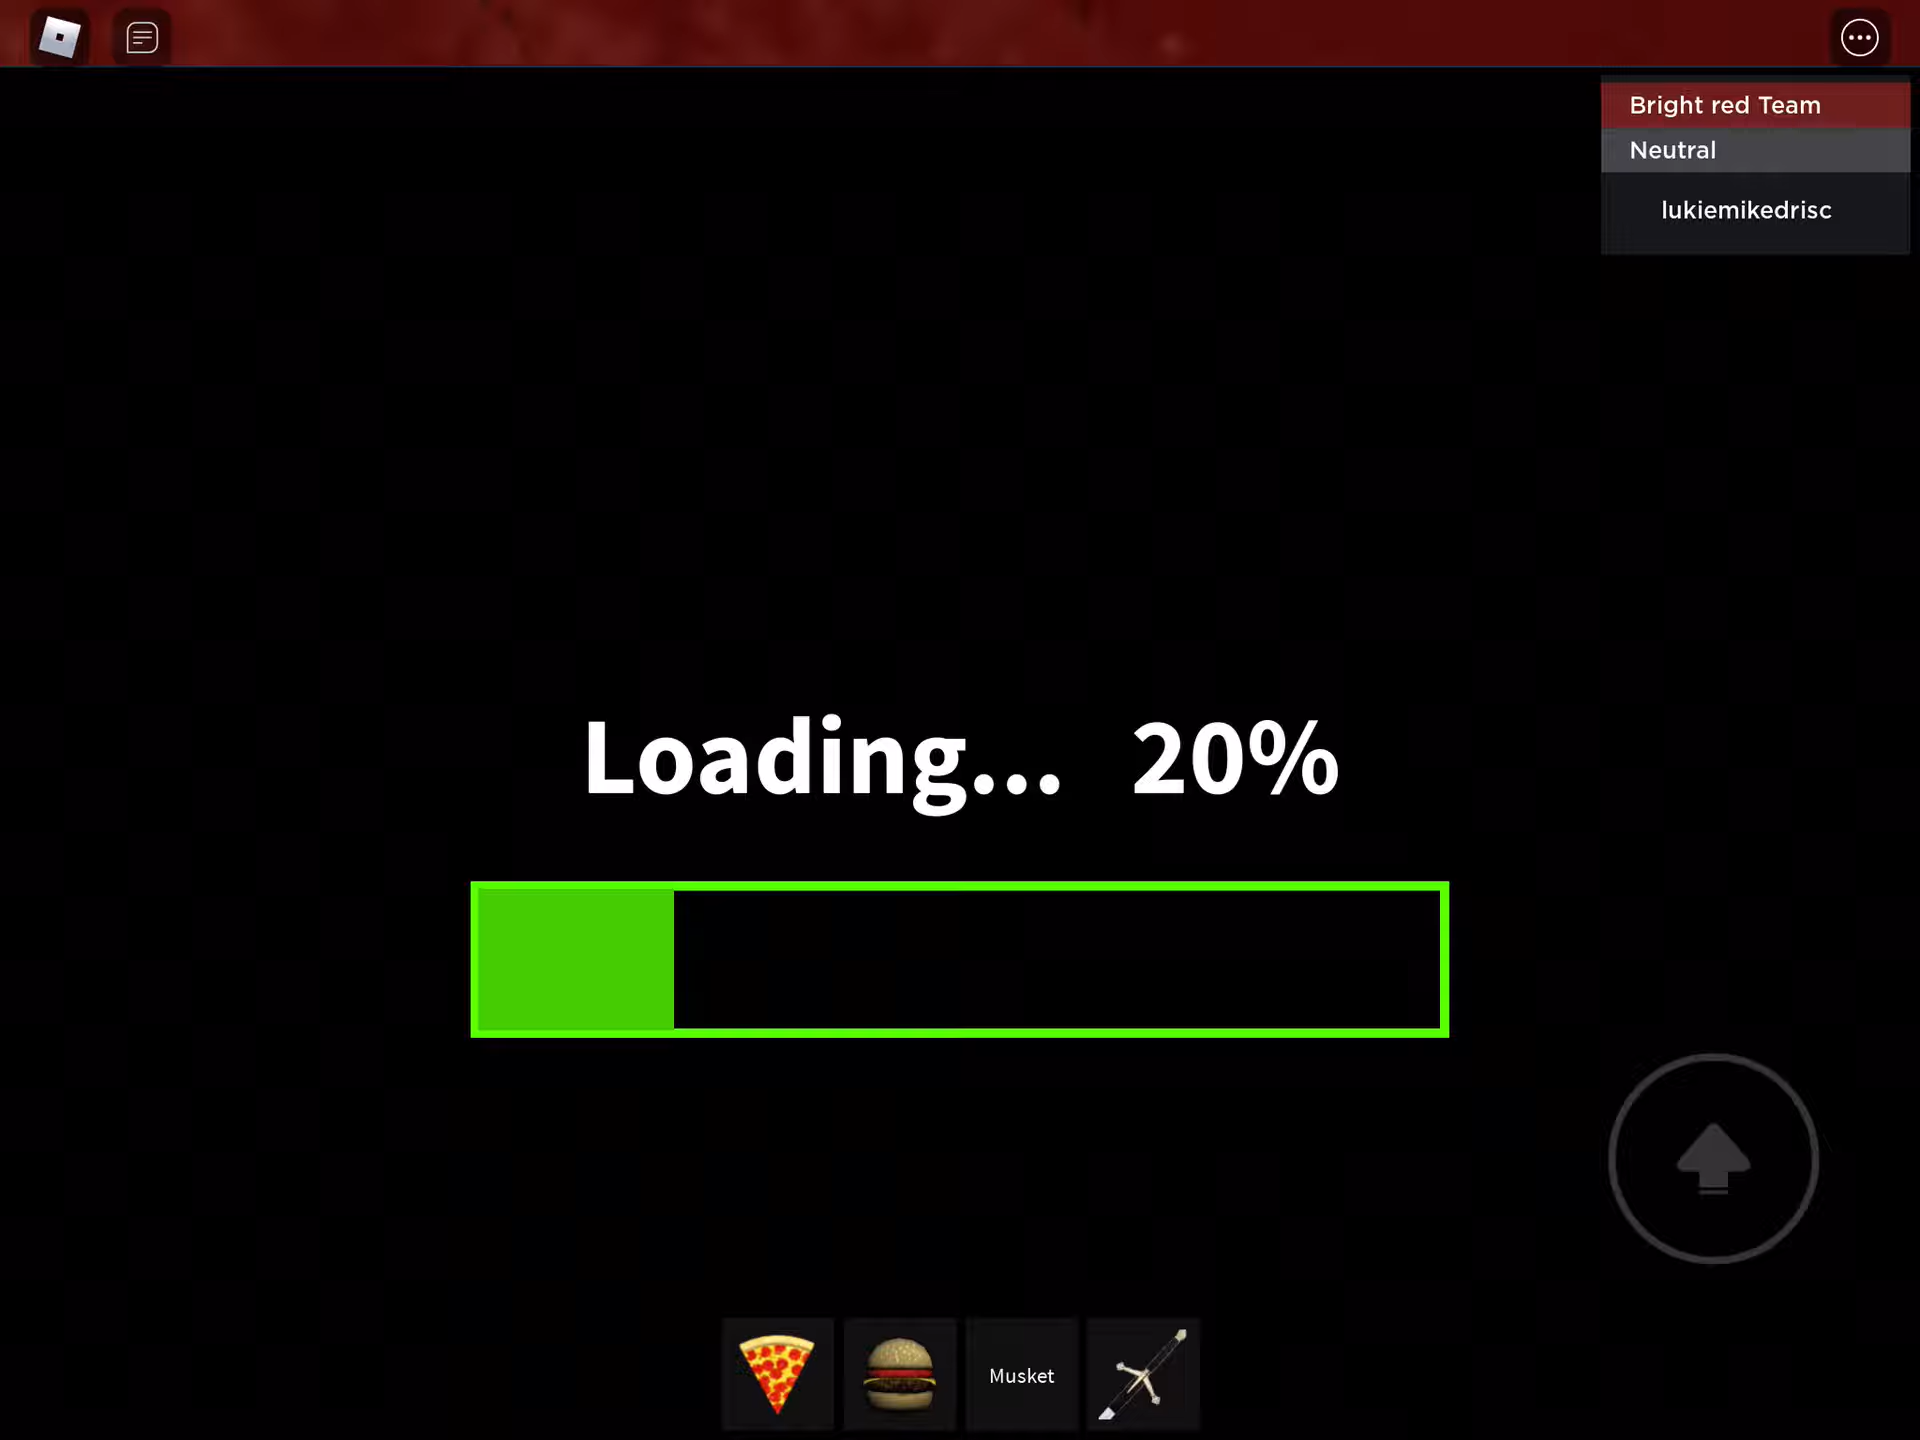 Bright red Team
Neutral
lukiemikedrisc
Loading... 20%
Musket